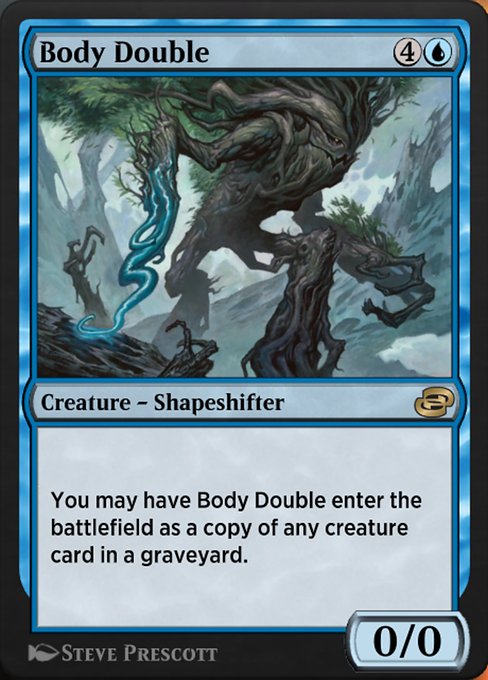 Body Double 4
Creature – Shapeshifter
You may have Body Double enter the
battlefield as a copy of any creature
card in a graveyard.
0/0
Steve Prescott